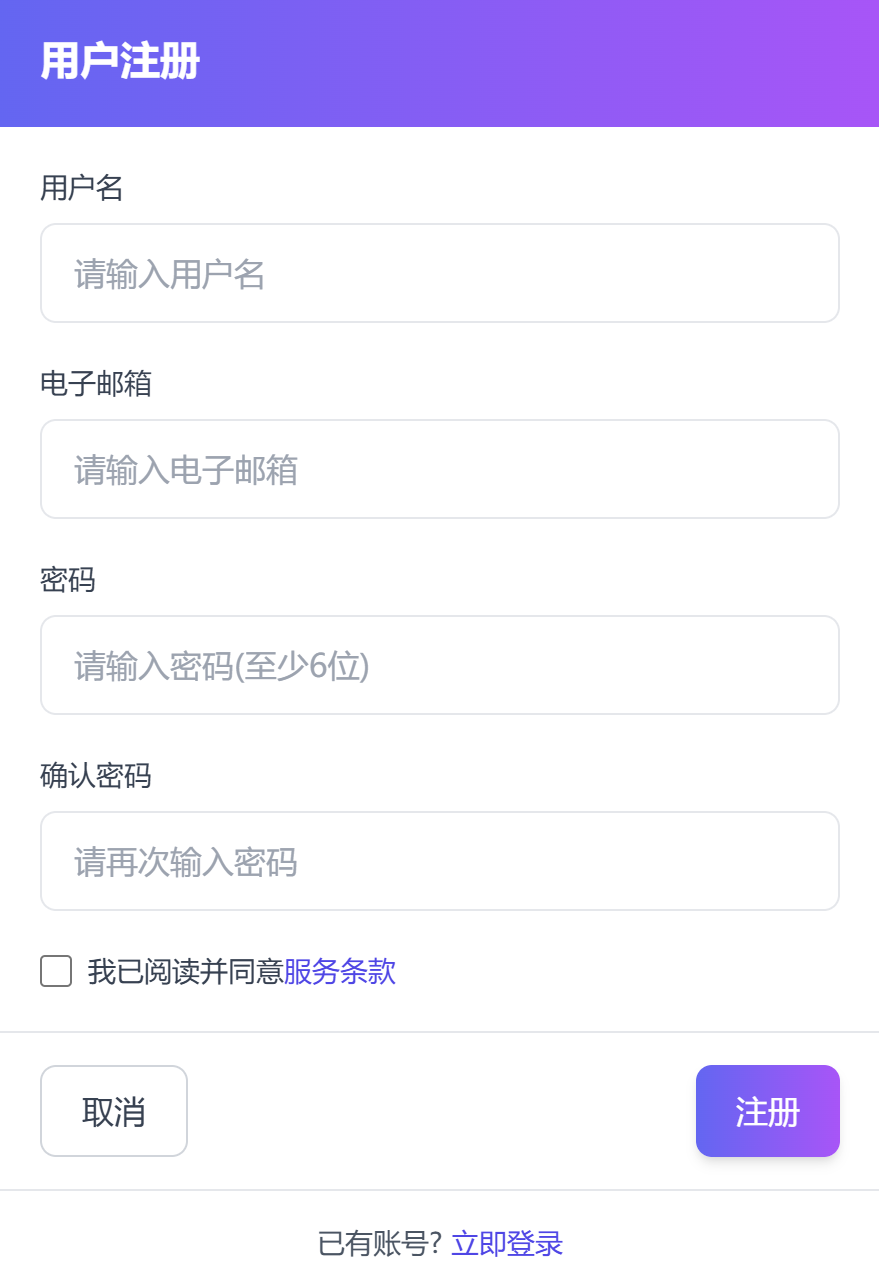 用户注册
用户名
请输入用户名
电子邮箱
请输入电子邮箱
密码
请输入密码(至少6位)
确认密码
请再次输入密码
我已阅读并同意服务条款
取消
注册
已有账号? 立即登录